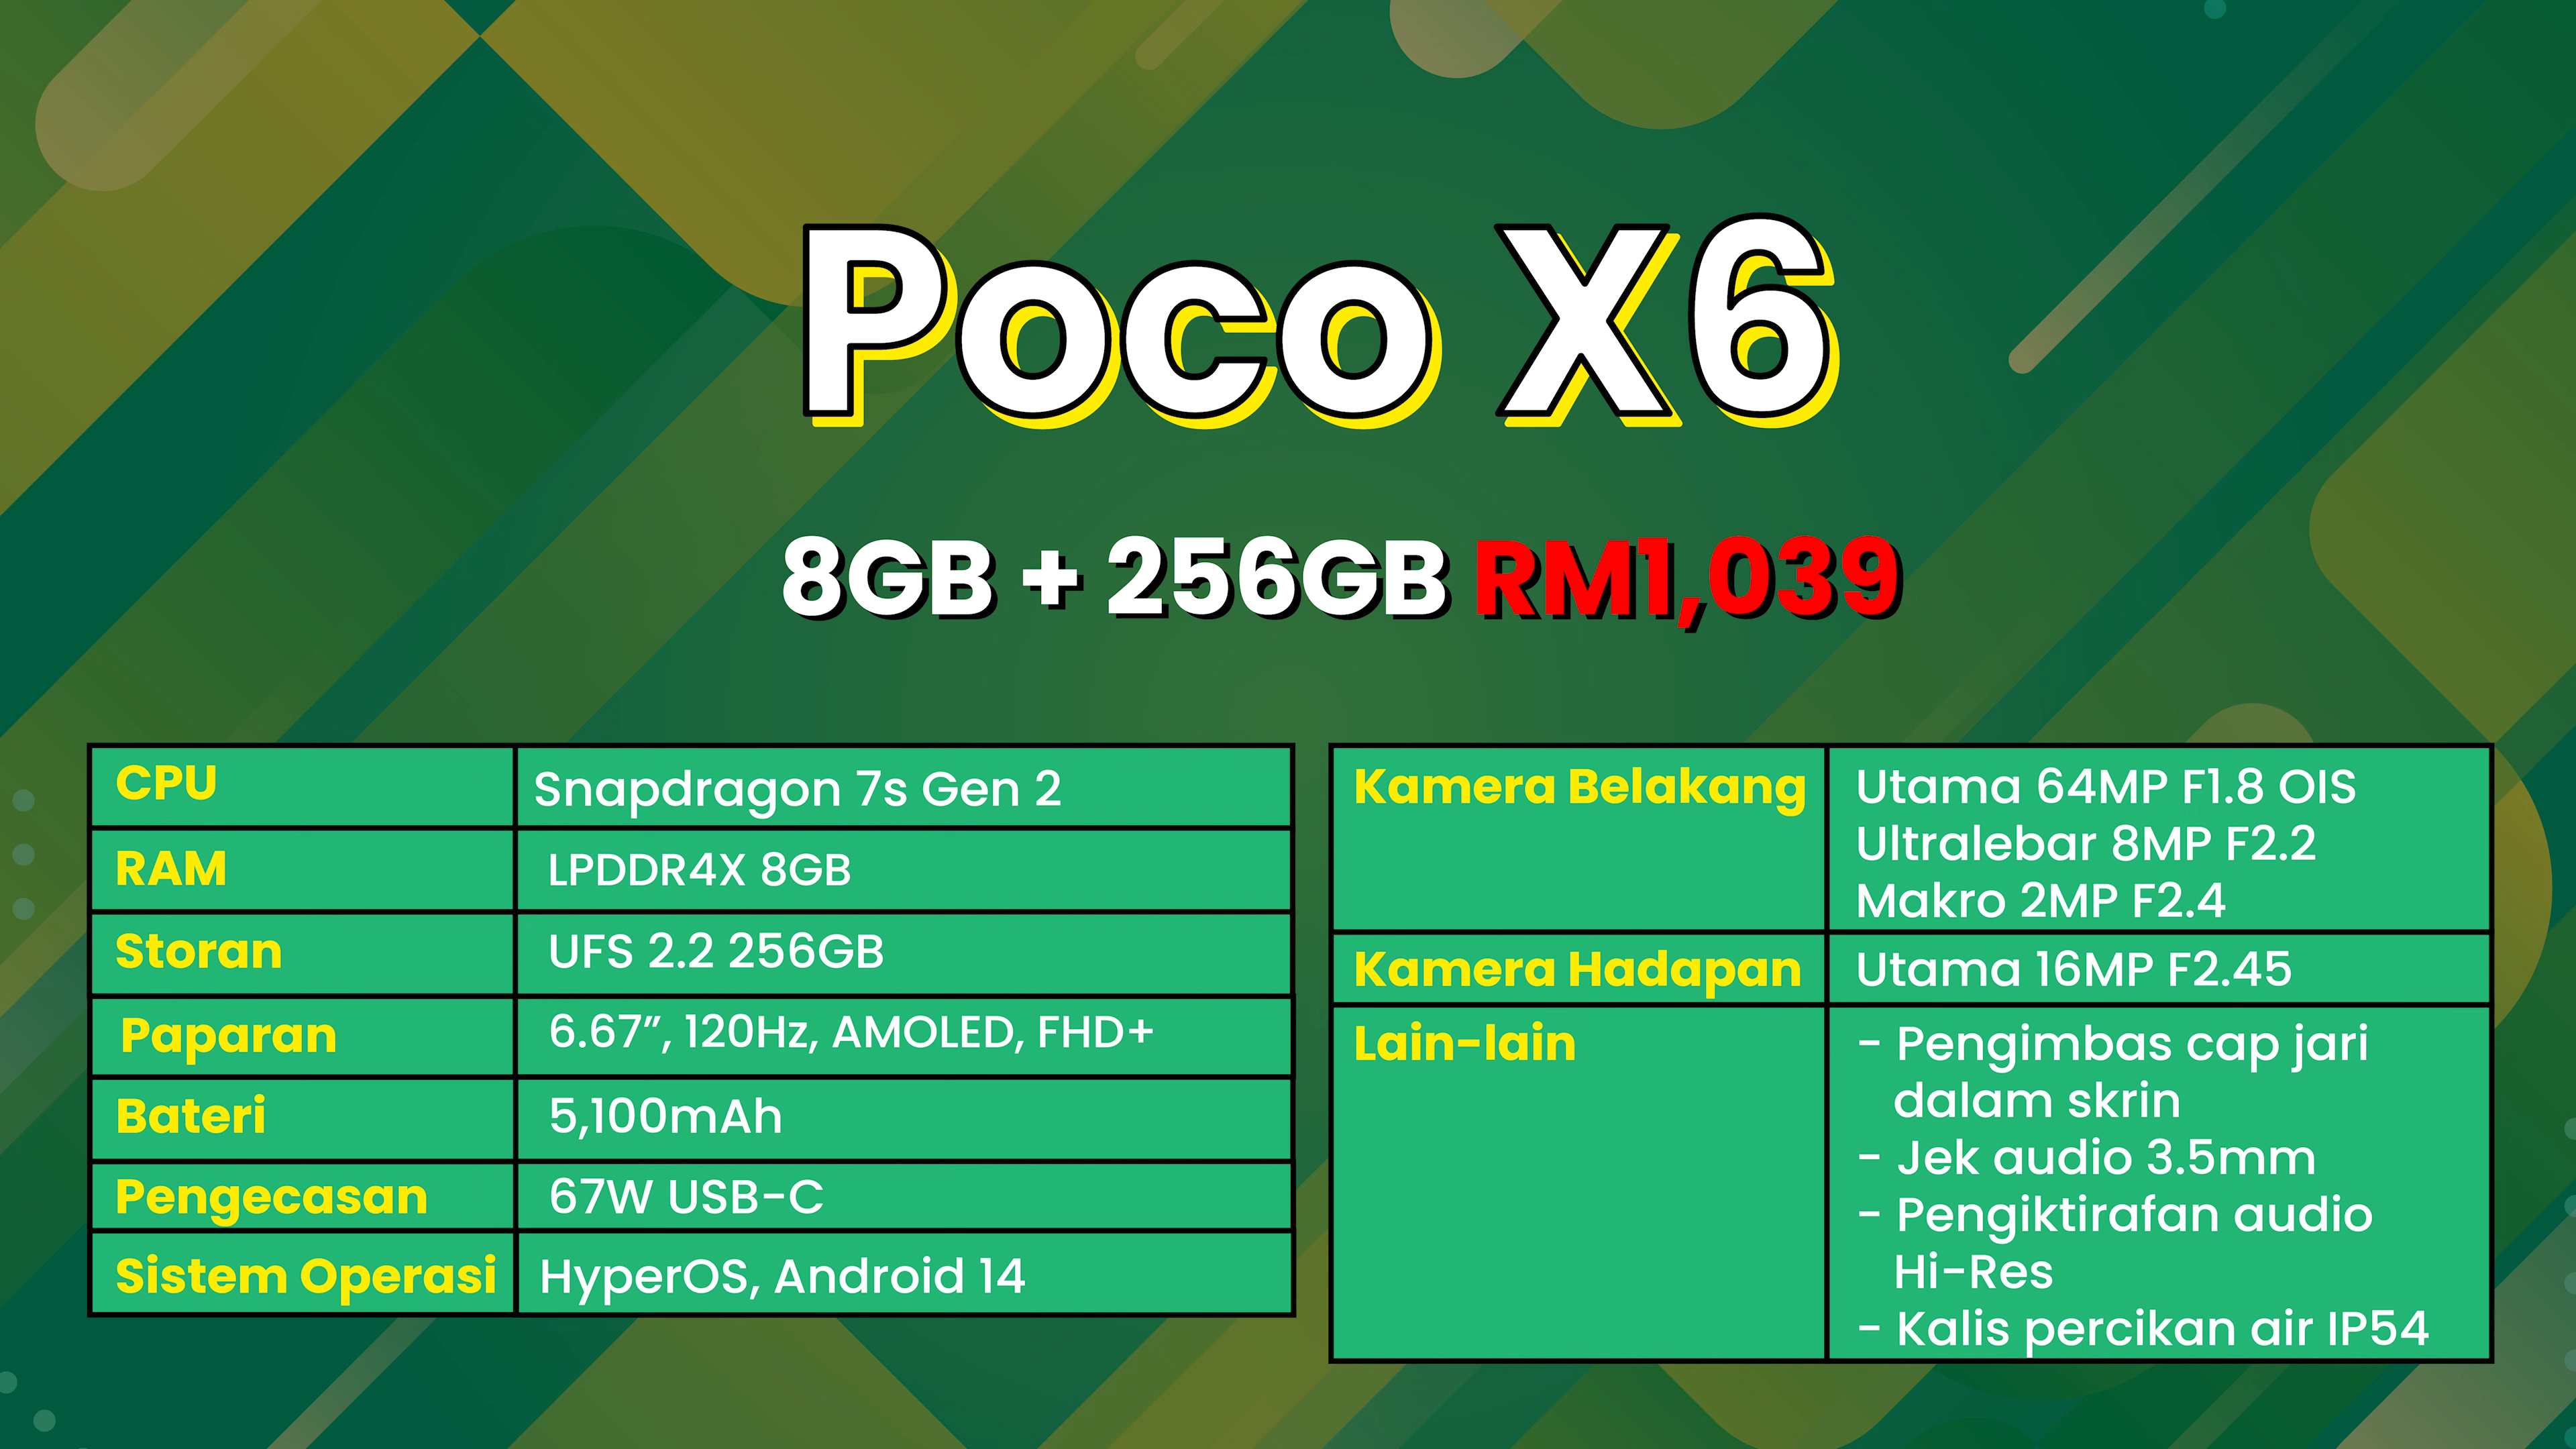 Poco X6
8GB + 256GB RM1,039
CPU Snapdragon 7s Gen 2
RAM LPDDR4X 8GB
Storan UFS 2.2 256GB
Paparan 6.67”, 120Hz, AMOLED, FHD+
Bateri 5,100mAh
Pengecasan 67W USB-C
Sistem Operasi HyperOS, Android 14
Kamera Belakang Utama 64MP F1.8 OIS
Ultralebar 8MP F2.2
Makro 2MP F2.4
Kamera Hadapan Utama 16MP F2.45
Lain-lain - Pengimbas cap jari
dalam skrin
- Jek audio 3.5mm
- Pengiktirafan audio
Hi-Res
- Kalis percikan air IP54